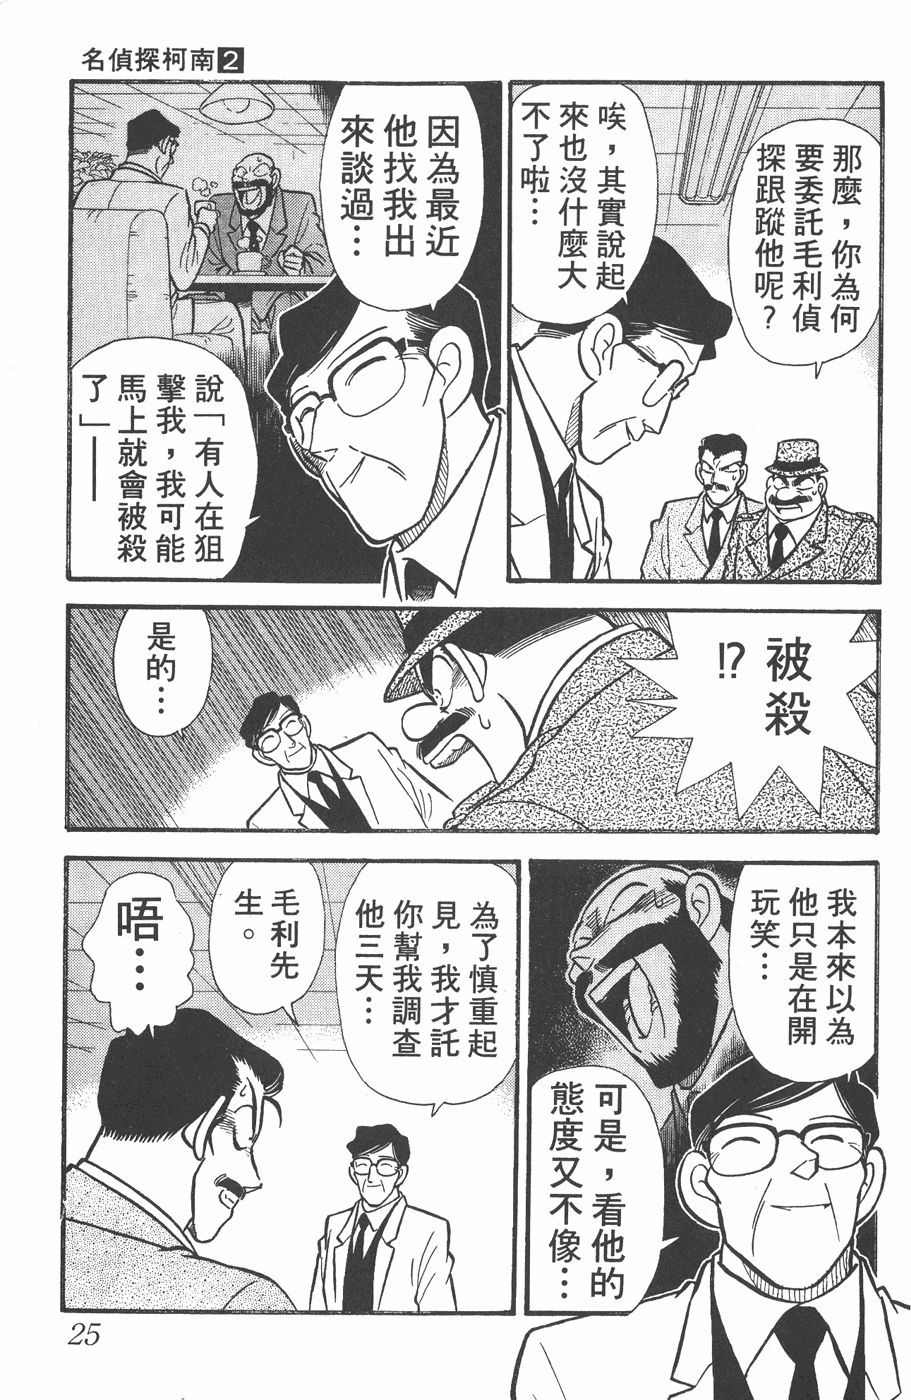 名偵探柯南2
那麼，你為何
要委託毛利偵
探跟蹤他呢？
唉，其實說起
來也沒什麼大
不了啦…
因為最近
他找我出
來談過…
說「有人在狙
擊我，我可能
馬上就會被殺
了」——
被殺
!?
是的…
我本來以為
他只是在開
玩笑…
可是，看他的
態度又不像…
為了慎重起
見，我才託
你幫我調查
他三天…
毛利先
生。
唔…
25